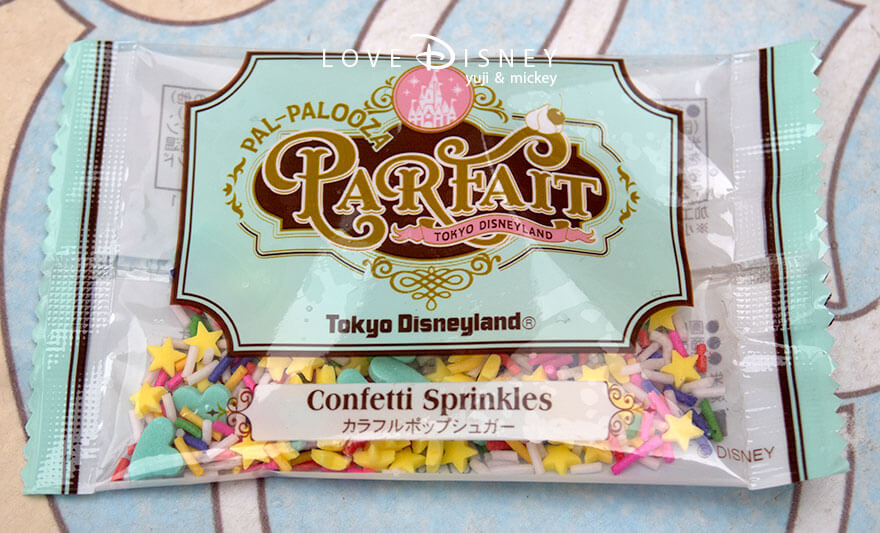 LOVE DISNEY
yuji & mickey
PAL-PALOOZA
PARFAIT
TOKYO DISNEYLAND
Tokyo Disneyland®
Confetti Sprinkles
カラフルポップシュガー
© DISNEY